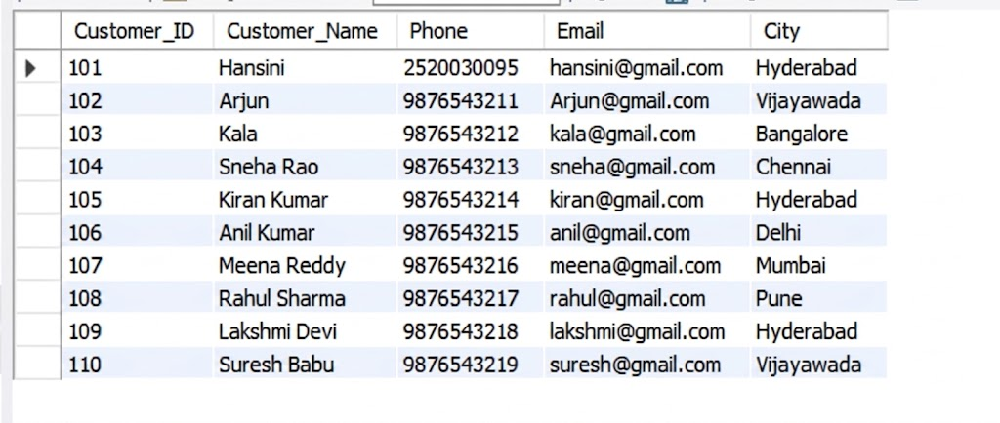 Customer_ID Customer_Name Phone Email City
101 Hansini 2520030095 hansini@gmail.com Hyderabad
102 Arjun 9876543211 Arjun@gmail.com Vijayawada
103 Kala 9876543212 kala@gmail.com Bangalore
104 Sneha Rao 9876543213 sneha@gmail.com Chennai
105 Kiran Kumar 9876543214 kiran@gmail.com Hyderabad
106 Anil Kumar 9876543215 anil@gmail.com Delhi
107 Meena Reddy 9876543216 meena@gmail.com Mumbai
108 Rahul Sharma 9876543217 rahul@gmail.com Pune
109 Lakshmi Devi 9876543218 lakshmi@gmail.com Hyderabad
110 Suresh Babu 9876543219 suresh@gmail.com Vijayawada